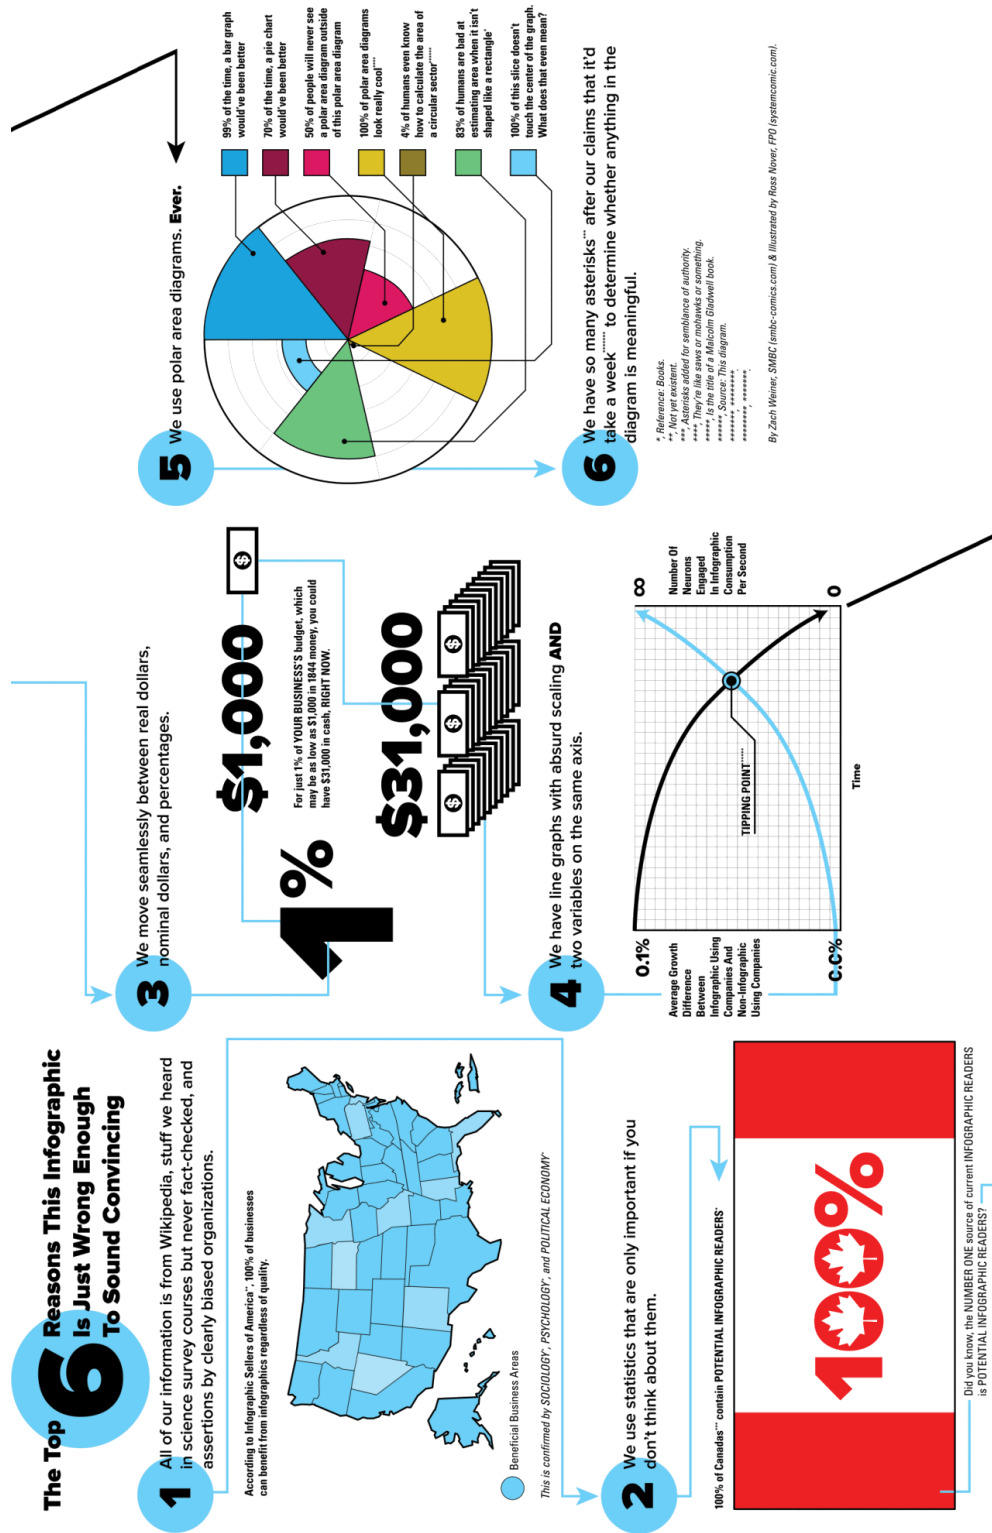 The Top
6
Reasons This Infographic
Is Just Wrong Enough
To Sound Convincing
1
All of our information is from Wikipedia, stuff we heard
in science survey courses but never fact-checked, and
assertions by clearly biased organizations.
According to Infographic Sellers of America**, 100% of businesses
can benefit from infographics regardless of quality.
Beneficial Business Areas
This is confirmed by SOCIOLOGY*, PSYCHOLOGY*, and POLITICAL ECONOMY*
2
We use statistics that are only important if you
don't think about them.
100% of Canadas*** contain POTENTIAL INFOGRAPHIC READERS*
100%
Did you know, the NUMBER ONE source of current INFOGRAPHIC READERS
is POTENTIAL INFOGRAPHIC READERS?
3
We move seamlessly between real dollars,
nominal dollars, and percentages.
1%
$1,000
$
For just 1% of YOUR BUSINESS'S budget, which
may be as low as $1,000 in 1844 money, you could
have $31,000 in cash, RIGHT NOW.
$31,000
$ $ $
4
We have line graphs with absurd scaling AND
two variables on the same axis.
0.1%
Average Growth
Difference
Between
Infographic Using
Companies And
Non-Infographic
Using Companies
C.C%
TIPPING POINT*****
∞
Number Of
Neurons
Engaged
In Infographic
Consumption
Per Second
0
Time
5
We use polar area diagrams. Ever.
99% of the time, a bar graph
would've been better
70% of the time, a pie chart
would've been better
50% of people will never see
a polar area diagram outside
of this polar area diagram
100% of polar area diagrams
look really cool****
4% of humans even know
how to calculate the area of
a circular sector******
83% of humans are bad at
estimating area when it isn't
shaped like a rectangle*
100% of this slice doesn't
touch the center of the graph.
What does that even mean?
6
We have so many asterisks*** after our claims that it'd
take a week****** to determine whether anything in the
diagram is meaningful.
*, Reference: Books.
**, Not yet existent.
***, Asterisks added for semblance of authority.
****, They're like saws or mohawks or something.
*****, Is the title of a Malcolm Gladwell book.
******, Source: This diagram.
*******, ********.
********, *******.
By Zach Weiner, SMBC (smbc-comics.com) & Illustrated by Ross Nover, FPO (systemcomic.com).